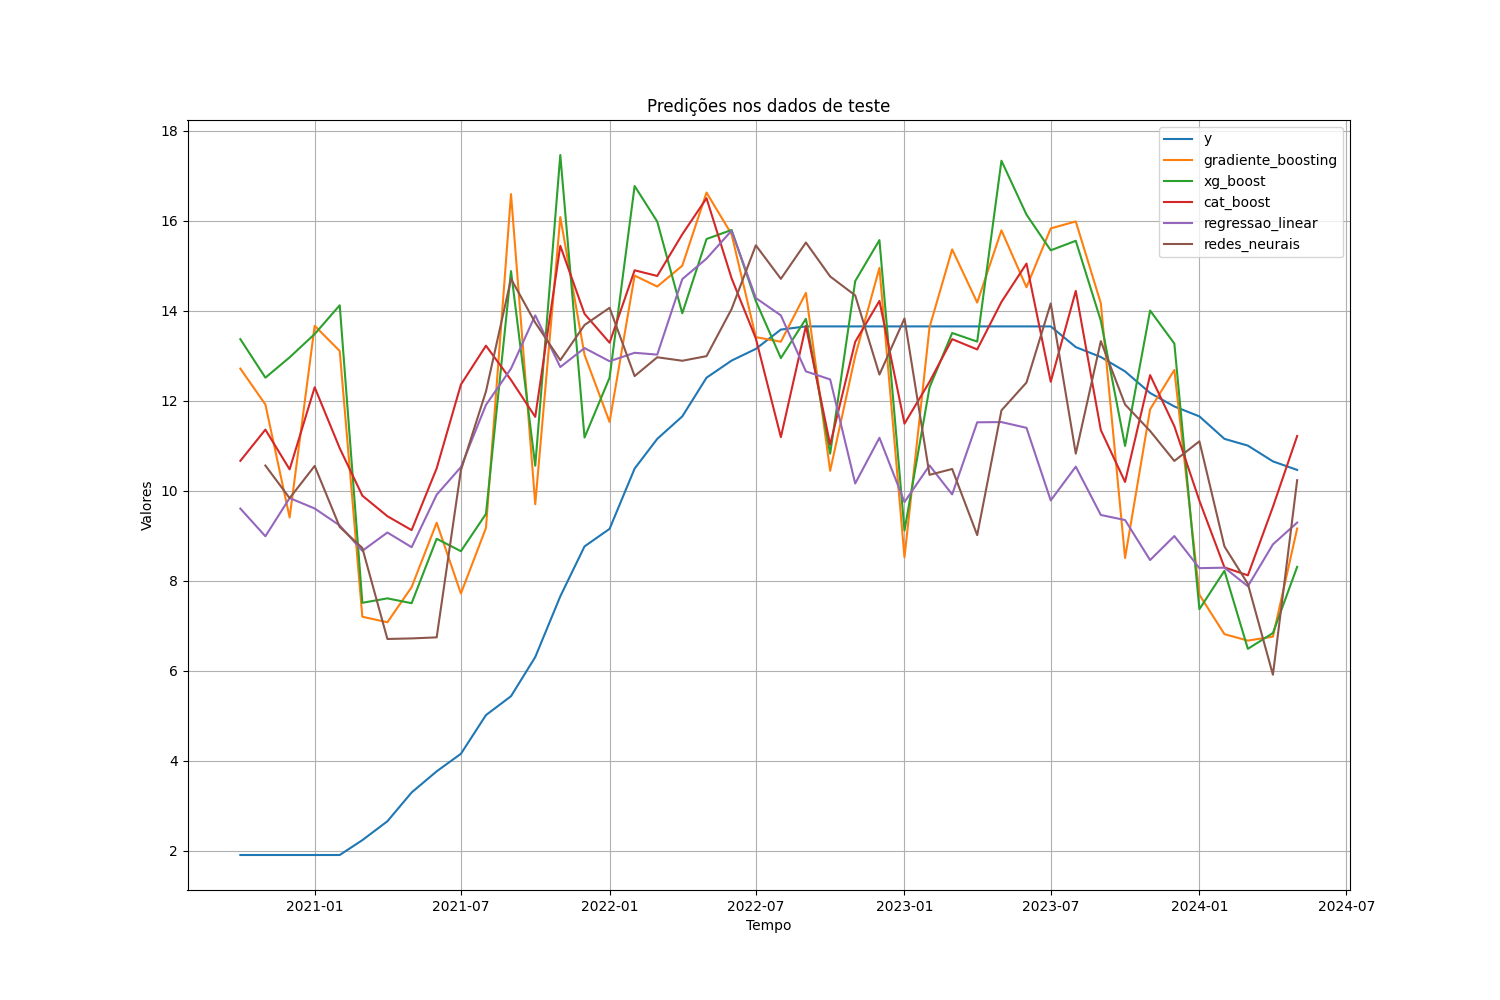 Predições nos dados de teste
18
16
14
12
10
8
6
4
2
Valores
y
gradiente_boosting
xg_boost
cat_boost
regressao_linear
redes_neurais
2021-01 2021-07 2022-01 2022-07 2023-01 2023-07 2024-01 2024-07
Tempo